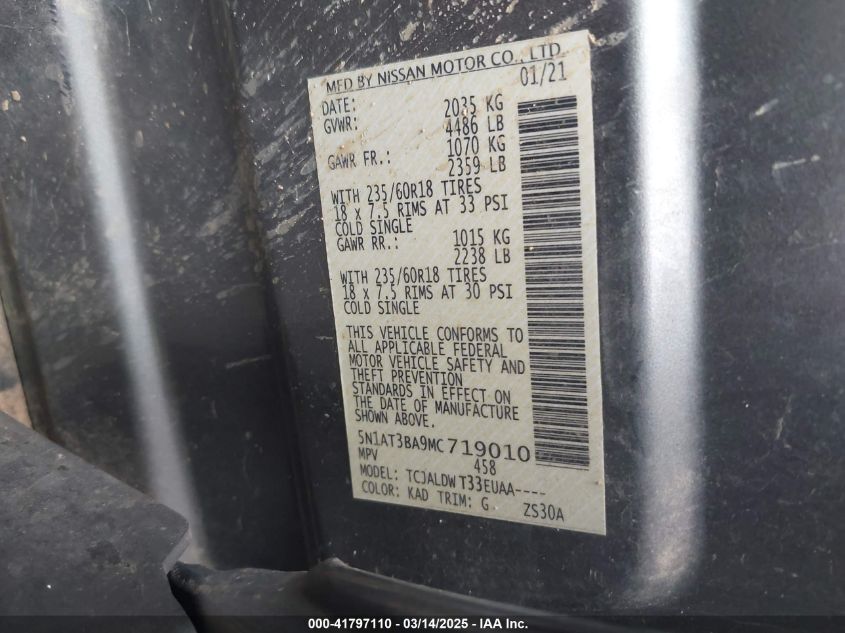 MFD BY NISSAN MOTOR CO., LTD
DATE: 01/21
GVWR: 2035 KG
4486 LB
GAWR FR.: 1070 KG
2359 LB
WITH 235/60R18 TIRES
18 x 7.5 RIMS AT 33 PSI
COLD SINGLE
GAWR RR.: 1015 KG
2238 LB
WITH 235/60R18 TIRES
18 x 7.5 RIMS AT 30 PSI
COLD SINGLE
THIS VEHICLE CONFORMS TO
ALL APPLICABLE FEDERAL
MOTOR VEHICLE SAFETY AND
THEFT PREVENTION
STANDARDS IN EFFECT ON
THE DATE OF MANUFACTURE
SHOWN ABOVE.
5N1AT3BA9MC719010
MPV 458
MODEL: TCJALDW T33EUAA----
COLOR: KAD TRIM: G ZS30A
000-41797110 - 03/14/2025 - IAA Inc.